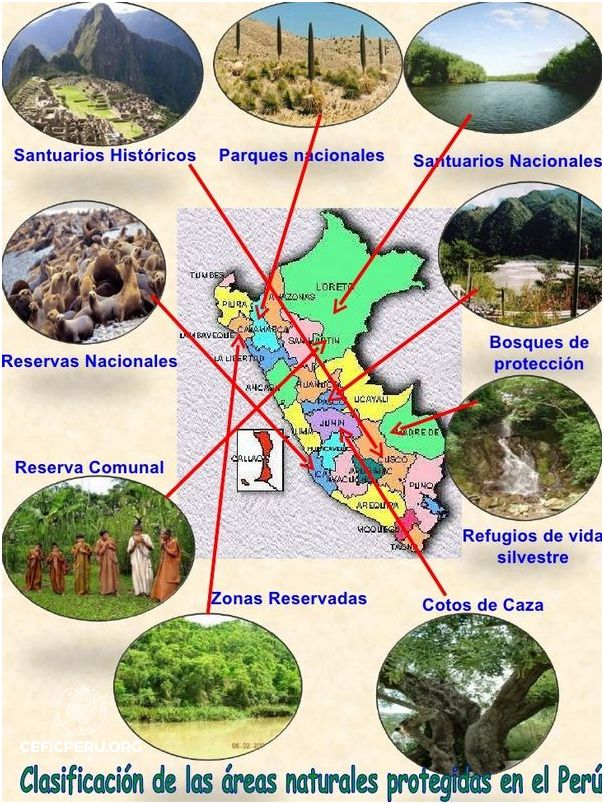 Santuarios Históricos
Parques nacionales
Santuarios Nacionales
TUMBES
PIURA
AMAZONAS
LORETO
LAMBAYEQUE
CAJAMARCA
SAN MARTIN
LA LIBERTAD
ANCASH
HUANUCO
UCAYALI
PASCO
LIMA
JUNIN
MADRE DE
CALLAO
CUSCO
AYACUCHO
ICA
PUNO
AREQUIPA
MOQUEGUA
TACNA
Reservas Nacionales
Bosques de
protección
Reserva Comunal
Refugios de vida
silvestre
Zonas Reservadas
Cotos de Caza
CEFICPERU.ORG
Clasificación de las áreas naturales protegidas en el Perú